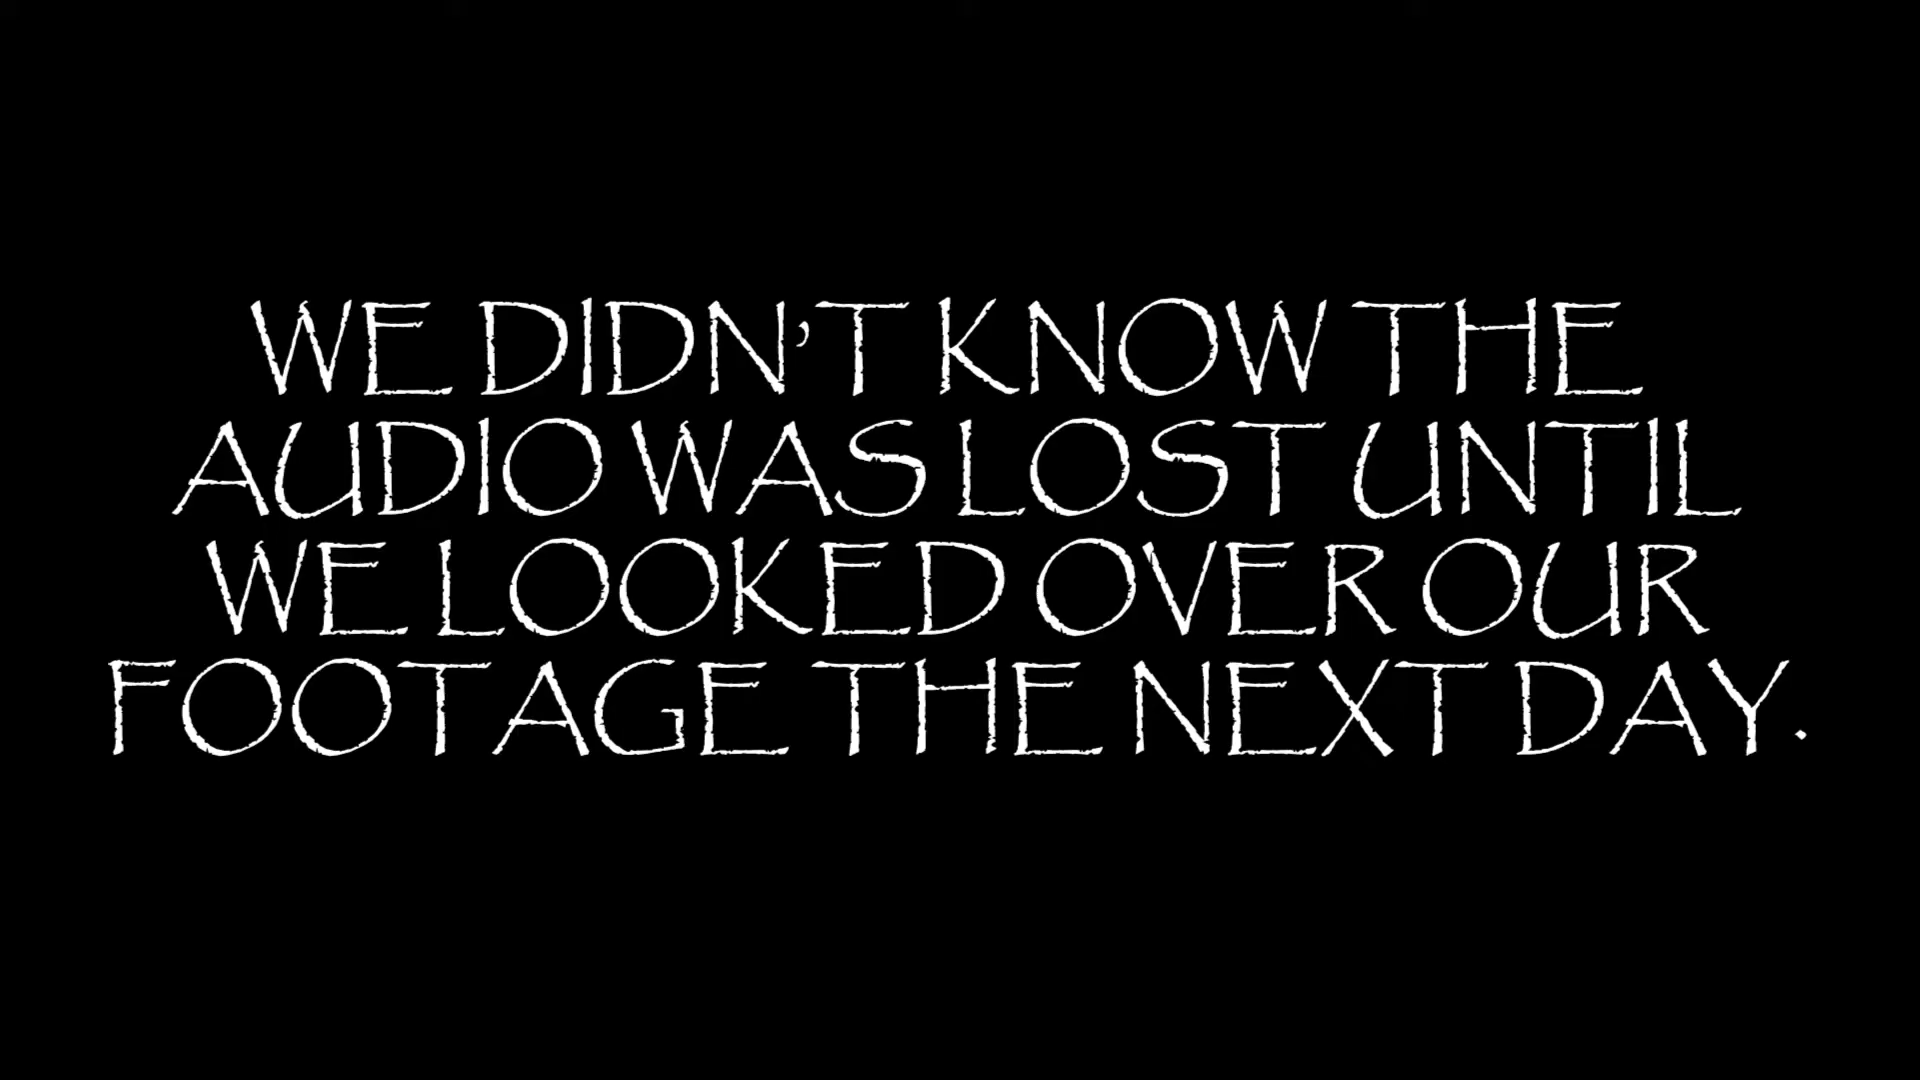 WE DIDN'T KNOW THE
AUDIO WAS LOST UNTIL
WE LOOKED OVER OUR
FOOTAGE THE NEXT DAY.